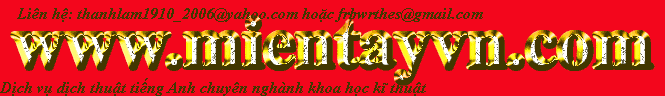 Liên hệ: thanhlam1910_2006@yahoo.com hoặc frbwrthes@gmail.com
www.mientayvn.com
Dịch vụ dịch thuật tiếng Anh chuyên nghành khoa học kĩ thuật